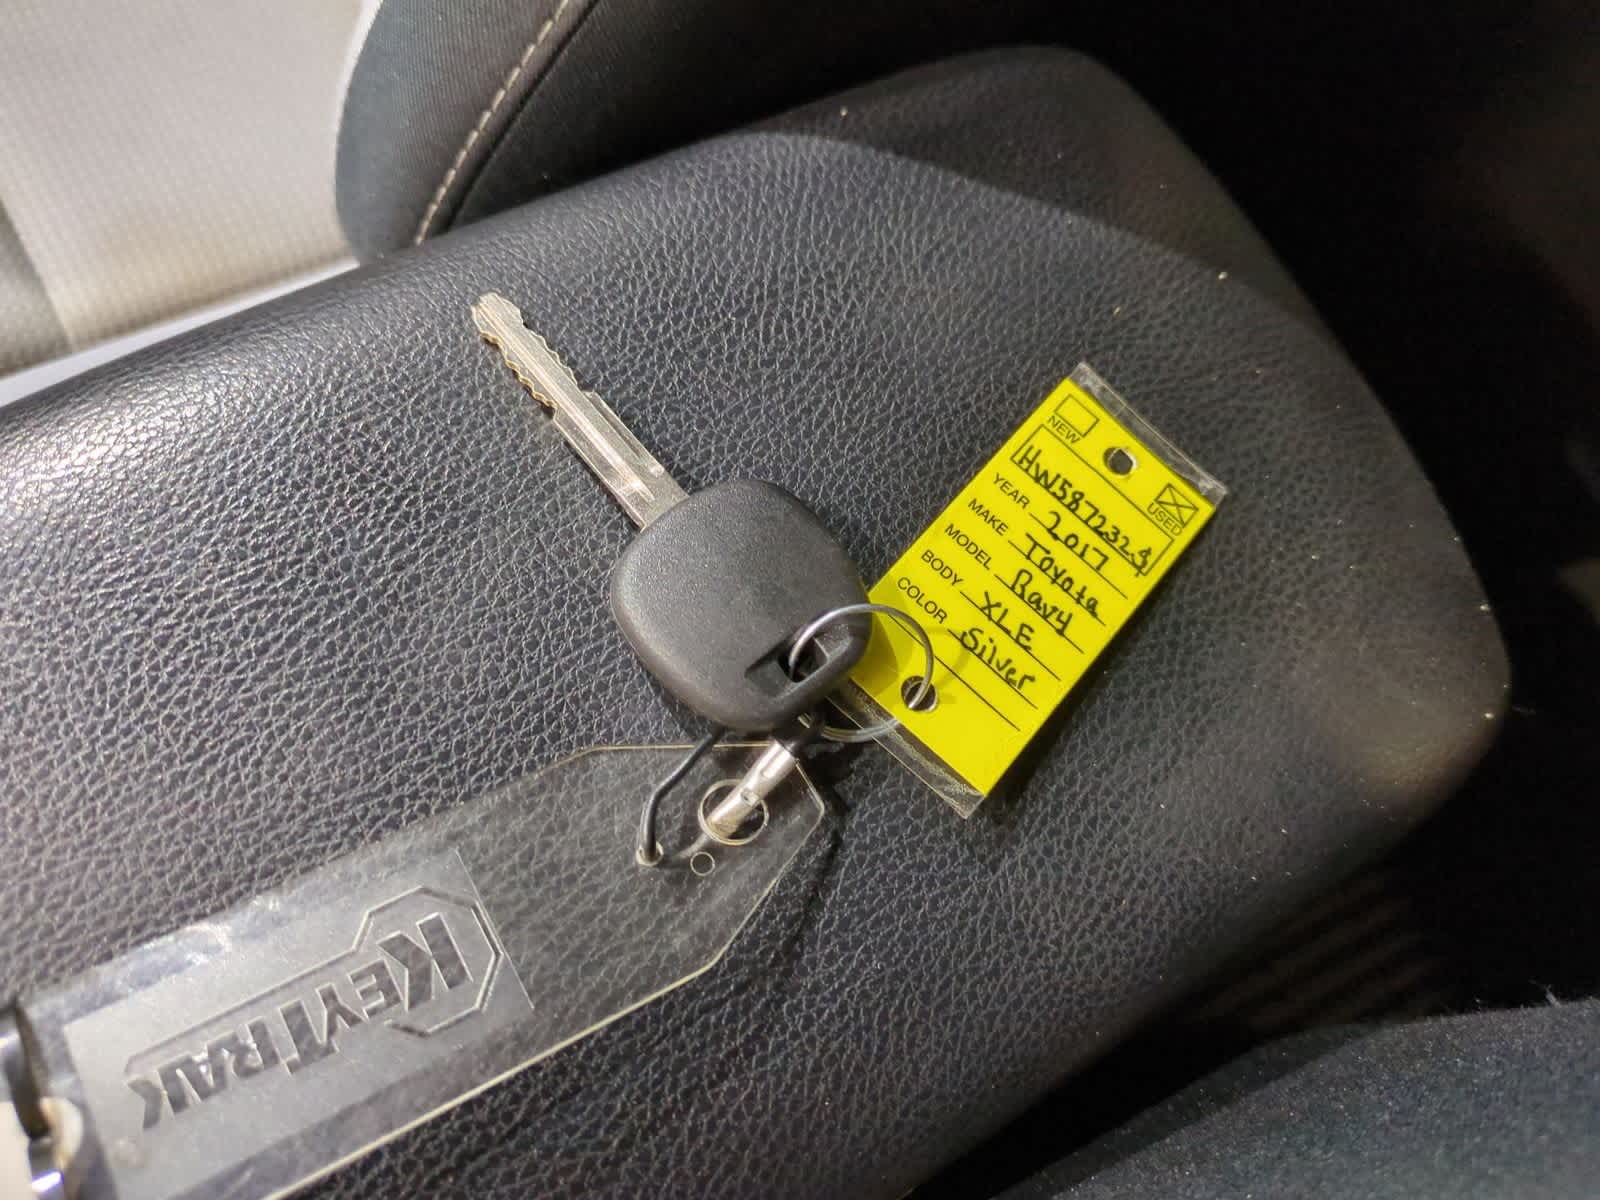 NEW
USED
HW587232$
YEAR 2017
MAKE Toyota
MODEL Rav4
BODY XLE
COLOR Silver
KEYTRAK